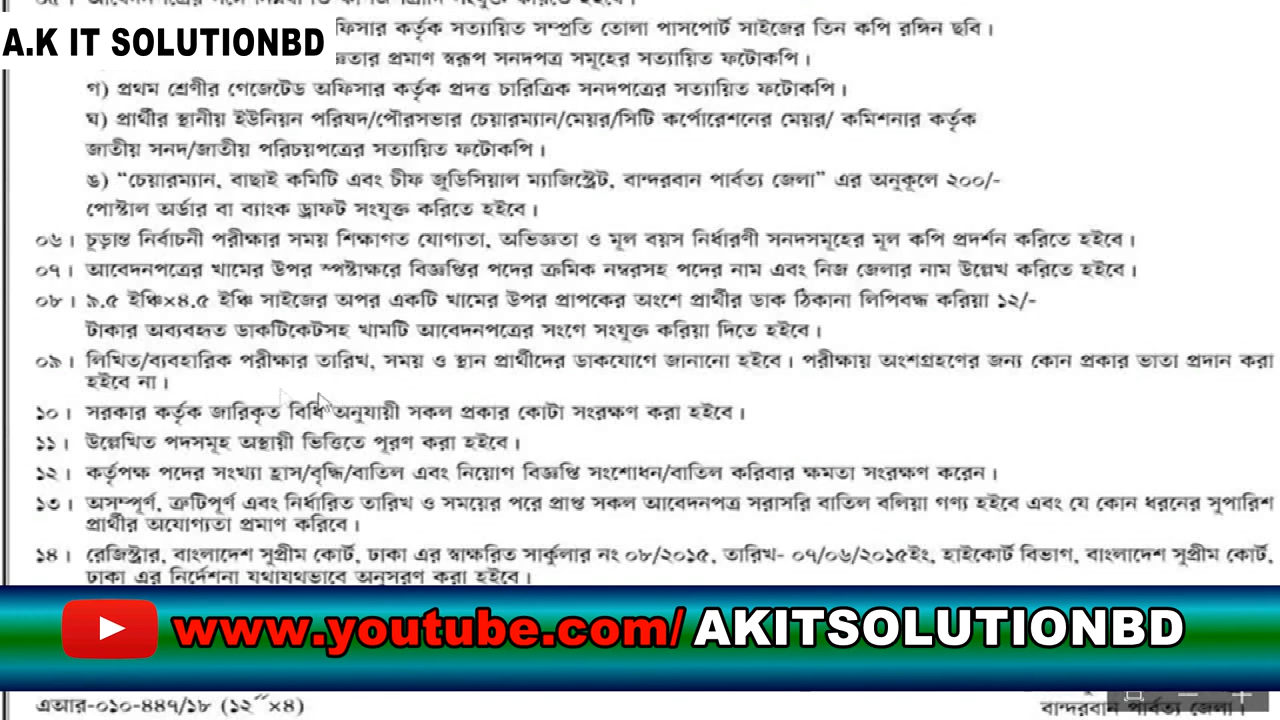 A.K IT SOLUTIONBD
কর্তৃক সত্যায়িত সম্প্রতি তোলা পাসপোর্ট সাইজের তিন কপি রঙ্গিন ছবি।
প্রমাণ স্বরূপ সনদপত্র সমূহের সত্যায়িত ফটোকপি।
গ) প্রথম শ্রেণীর গেজেটেড অফিসার কর্তৃক প্রদত্ত চারিত্রিক সনদপত্রের সত্যায়িত ফটোকপি।
ঘ) প্রার্থীর স্থানীয় ইউনিয়ন পরিষদ/পৌরসভার চেয়ারম্যান/মেয়র/সিটি কর্পোরেশনের মেয়র/ কমিশনার কর্তৃক
জাতীয় সনদ/জাতীয় পরিচয়পত্রের সত্যায়িত ফটোকপি।
ঙ) “চেয়ারম্যান, বাছাই কমিটি এবং চীফ জুডিসিয়াল ম্যাজিস্ট্রেট, বান্দরবান পার্বত্য জেলা” এর অনুকূলে ২০০/-
পোস্টাল অর্ডার বা ব্যাংক ড্রাফট সংযুক্ত করিতে হইবে।
০৬। চূড়ান্ত নির্বাচনী পরীক্ষার সময় শিক্ষাগত যোগ্যতা, অভিজ্ঞতা ও মূল বয়স নির্ধারণী সনদসমূহের মূল কপি প্রদর্শন করিতে হইবে।
০৭। আবেদনপত্রের খামের উপর স্পষ্টাক্ষরে বিজ্ঞপ্তির পদের ক্রমিক নম্বরসহ পদের নাম এবং নিজ জেলার নাম উল্লেখ করিতে হইবে।
০৮। ৯.৫ ইঞ্চি×৪.৫ ইঞ্চি সাইজের অপর একটি খামের উপর প্রাপকের অংশে প্রার্থীর ডাক ঠিকানা লিপিবদ্ধ করিয়া ১২/-
টাকার অব্যবহৃত ডাকটিকেটসহ খামটি আবেদনপত্রের সংগে সংযুক্ত করিয়া দিতে হইবে।
০৯। লিখিত/ব্যবহারিক পরীক্ষার তারিখ, সময় ও স্থান প্রার্থীদের ডাকযোগে জানানো হইবে। পরীক্ষায় অংশগ্রহণের জন্য কোন প্রকার ভাতা প্রদান করা
হইবে না।
১০। সরকার কর্তৃক জারিকৃত বিধি অনুযায়ী সকল প্রকার কোটা সংরক্ষণ করা হইবে।
১১। উল্লেখিত পদসমূহ অস্থায়ী ভিত্তিতে পূরণ করা হইবে।
১২। কর্তৃপক্ষ পদের সংখ্যা হ্রাস/বৃদ্ধি/বাতিল এবং নিয়োগ বিজ্ঞপ্তি সংশোধন/বাতিল করিবার ক্ষমতা সংরক্ষণ করেন।
১৩। অসম্পূর্ণ, ত্রুটিপূর্ণ এবং নির্ধারিত তারিখ ও সময়ের পরে প্রাপ্ত সকল আবেদনপত্র সরাসরি বাতিল বলিয়া গণ্য হইবে এবং যে কোন ধরনের সুপারিশ
প্রার্থীর অযোগ্যতা প্রমাণ করিবে।
১৪। রেজিস্ট্রার, বাংলাদেশ সুপ্রীম কোর্ট, ঢাকা এর স্বাক্ষরিত সার্কুলার নং ০৮/২০১৫, তারিখ- ০৭/০৬/২০১৫ইং, হাইকোর্ট বিভাগ, বাংলাদেশ সুপ্রীম কোর্ট,
ঢাকা এর নির্দেশনা যথাযথভাবে অনুসরণ করা হইবে।
www.youtube.com/ AKITSOLUTIONBD
এআর-০১০-৪৪৭/১৮ (১২˝×৪)
বান্দরবান পার্বত্য জেলা।